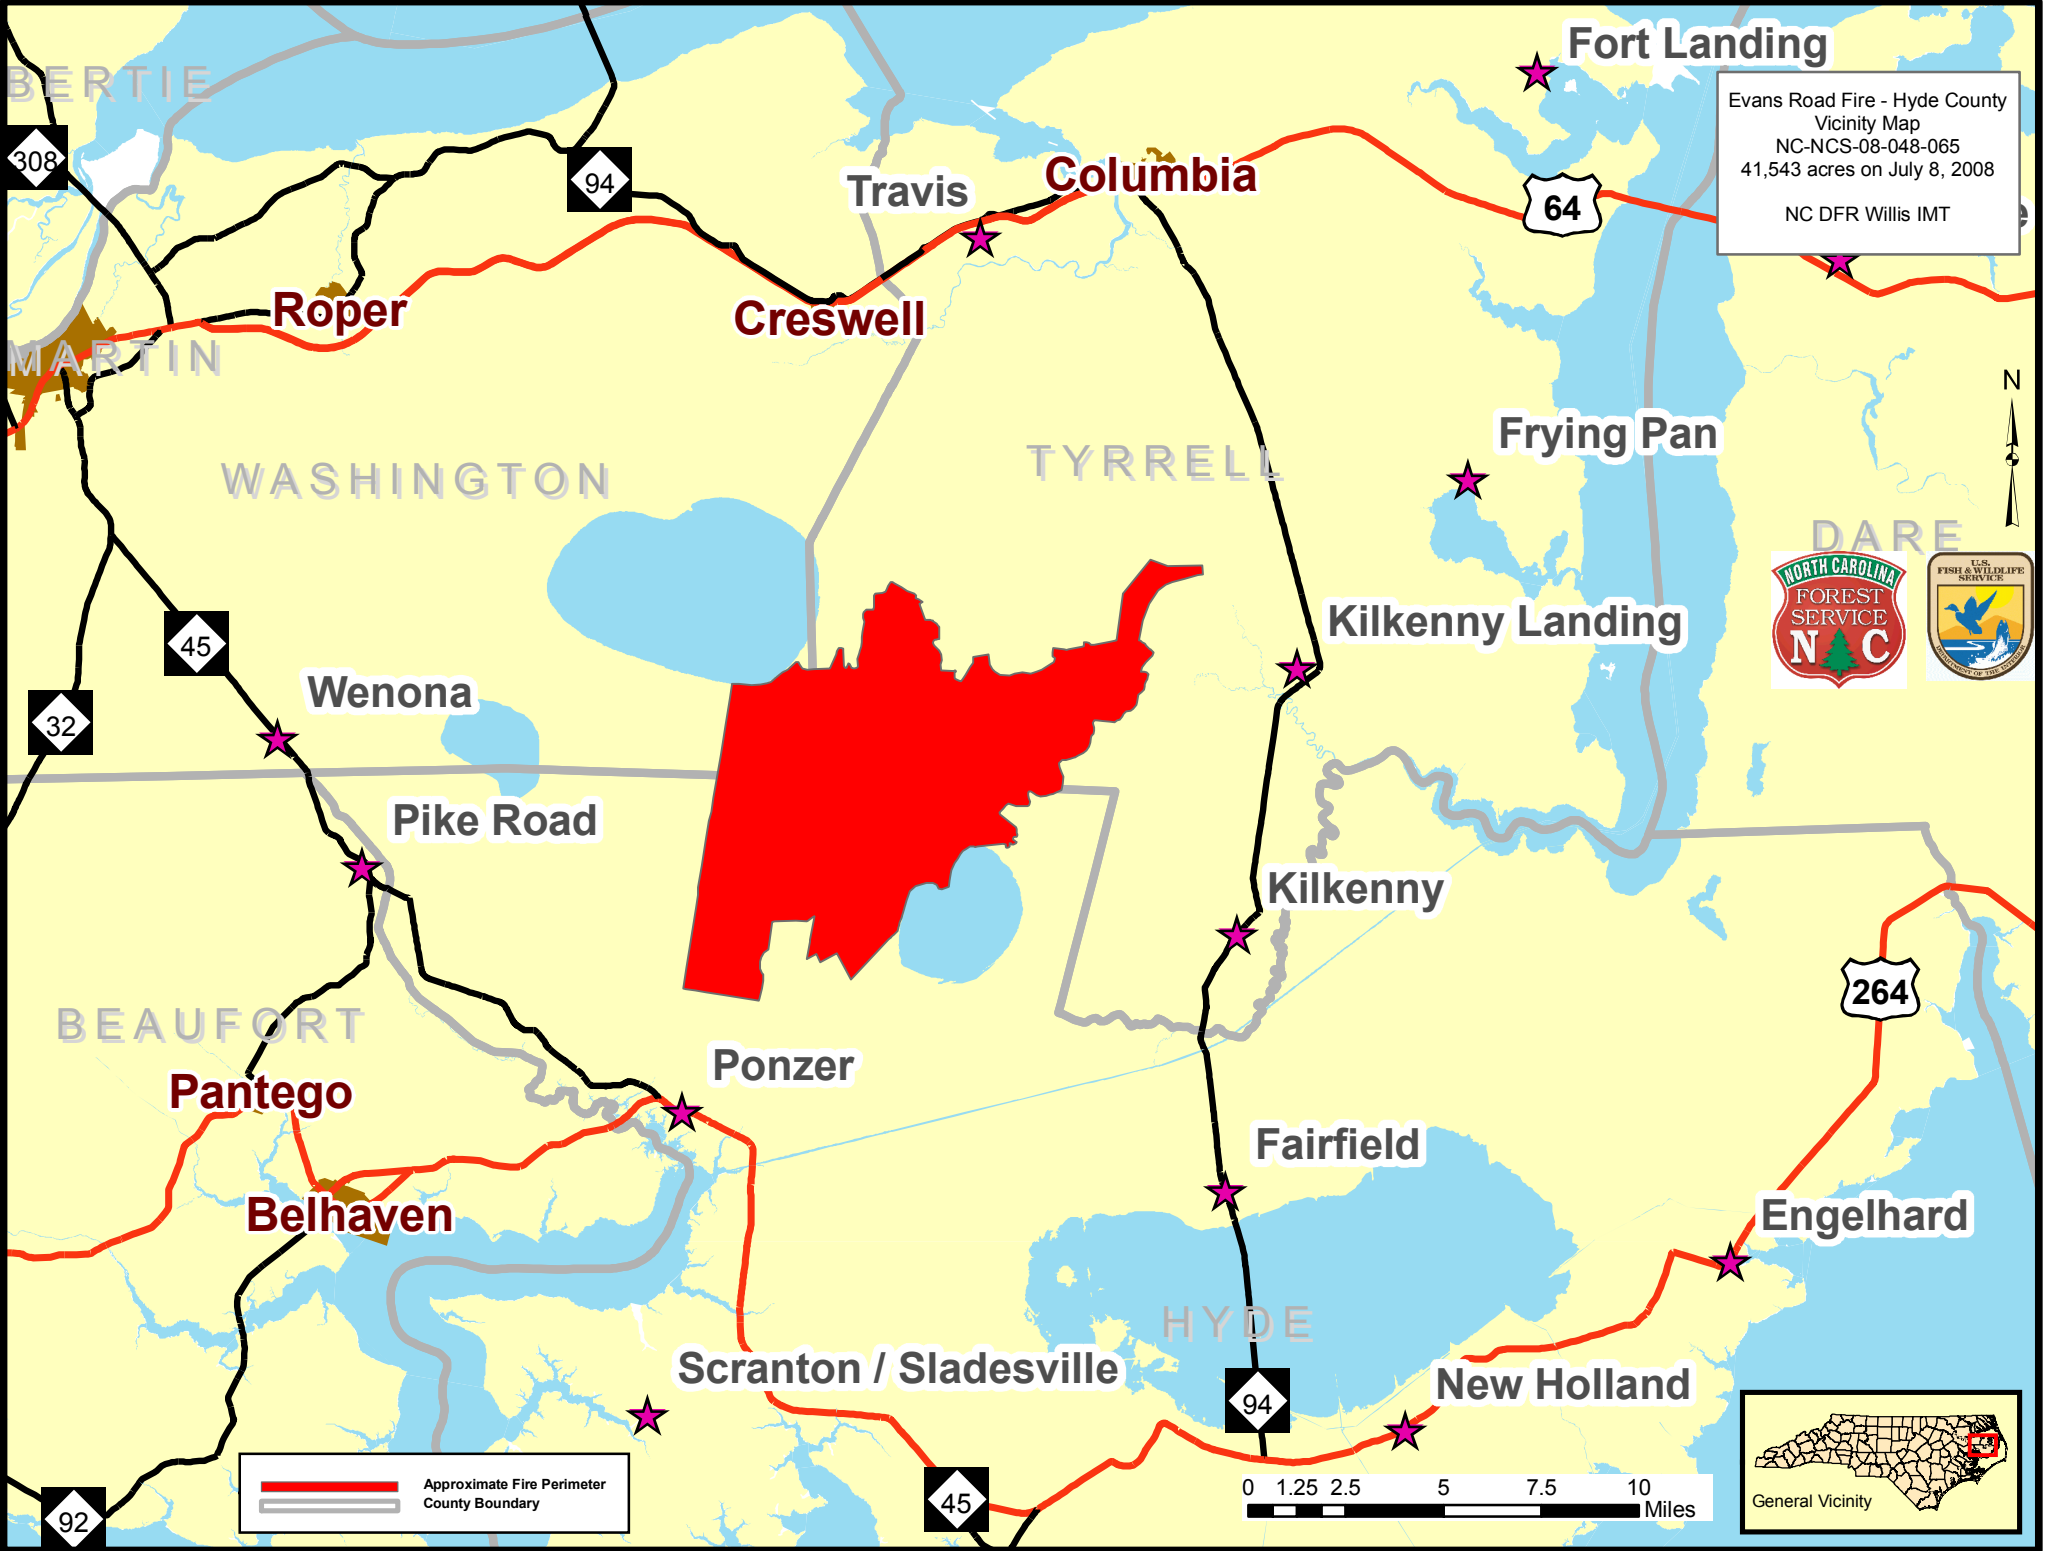 Fort Landing
BERTIE
Evans Road Fire - Hyde County
Vicinity Map
NC-NCS-08-048-065
41,543 acres on July 8, 2008
NC DFR Willis IMT
308
94
Travis
Columbia
64
e
Roper
Creswell
MARTIN
N
Frying Pan
TYRRELL
WASHINGTON
DARE
NORTH CAROLINA
FOREST
SERVICE
N C
U.S.
FISH & WILDLIFE
SERVICE
DEPARTMENT OF THE INTERIOR
Kilkenny Landing
45
Wenona
32
Pike Road
Kilkenny
264
BEAUFORT
Ponzer
Pantego
Fairfield
Belhaven
Engelhard
HYDE
Scranton / Sladesville
New Holland
94
Approximate Fire Perimeter
County Boundary
45
0 1.25 2.5 5 7.5 10
Miles
General Vicinity
92